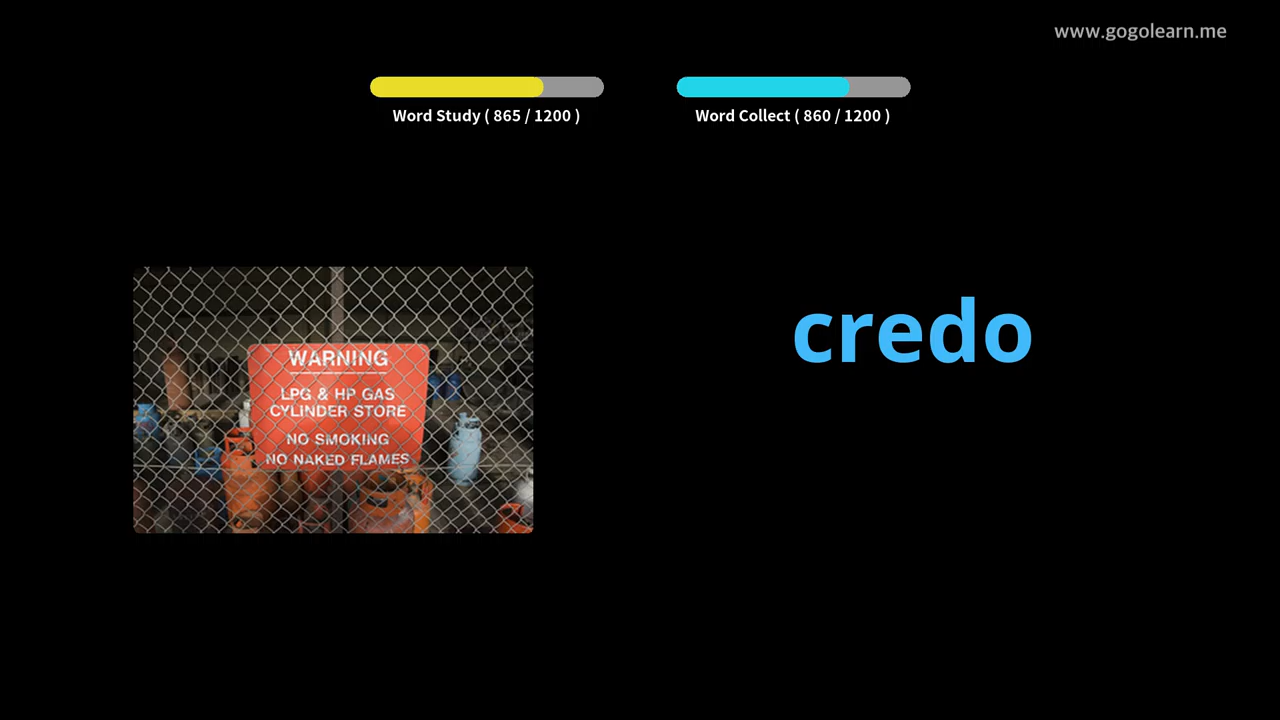 www.gogolearn.me
Word Study ( 865 / 1200 )
Word Collect ( 860 / 1200 )
WARNING
LPG & HP GAS
CYLINDER STORE
NO SMOKING
NO NAKED FLAMES
credo